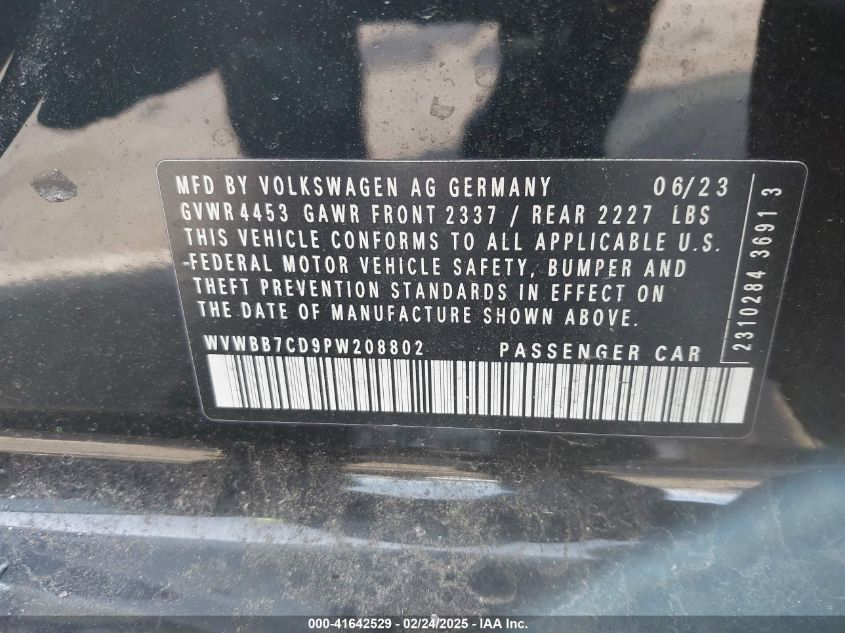 MFD BY VOLKSWAGEN AG GERMANY 06/23
GVWR4453 GAWR FRONT 2337 / REAR 2227 LBS
THIS VEHICLE CONFORMS TO ALL APPLICABLE U.S.
-FEDERAL MOTOR VEHICLE SAFETY, BUMPER AND
THEFT PREVENTION STANDARDS IN EFFECT ON
THE DATE OF MANUFACTURE SHOWN ABOVE.
WVWBB7CD9PW208802 PASSENGER CAR
2310284 3691 3
000-41642529 - 02/24/2025 - IAA Inc.